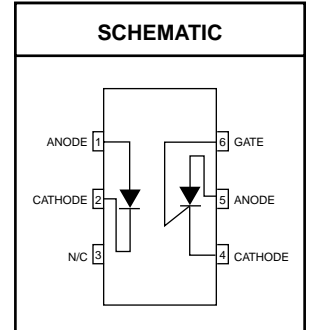 SCHEMATIC
ANODE 1
6 GATE
CATHODE 2
5 ANODE
N/C 3
4 CATHODE